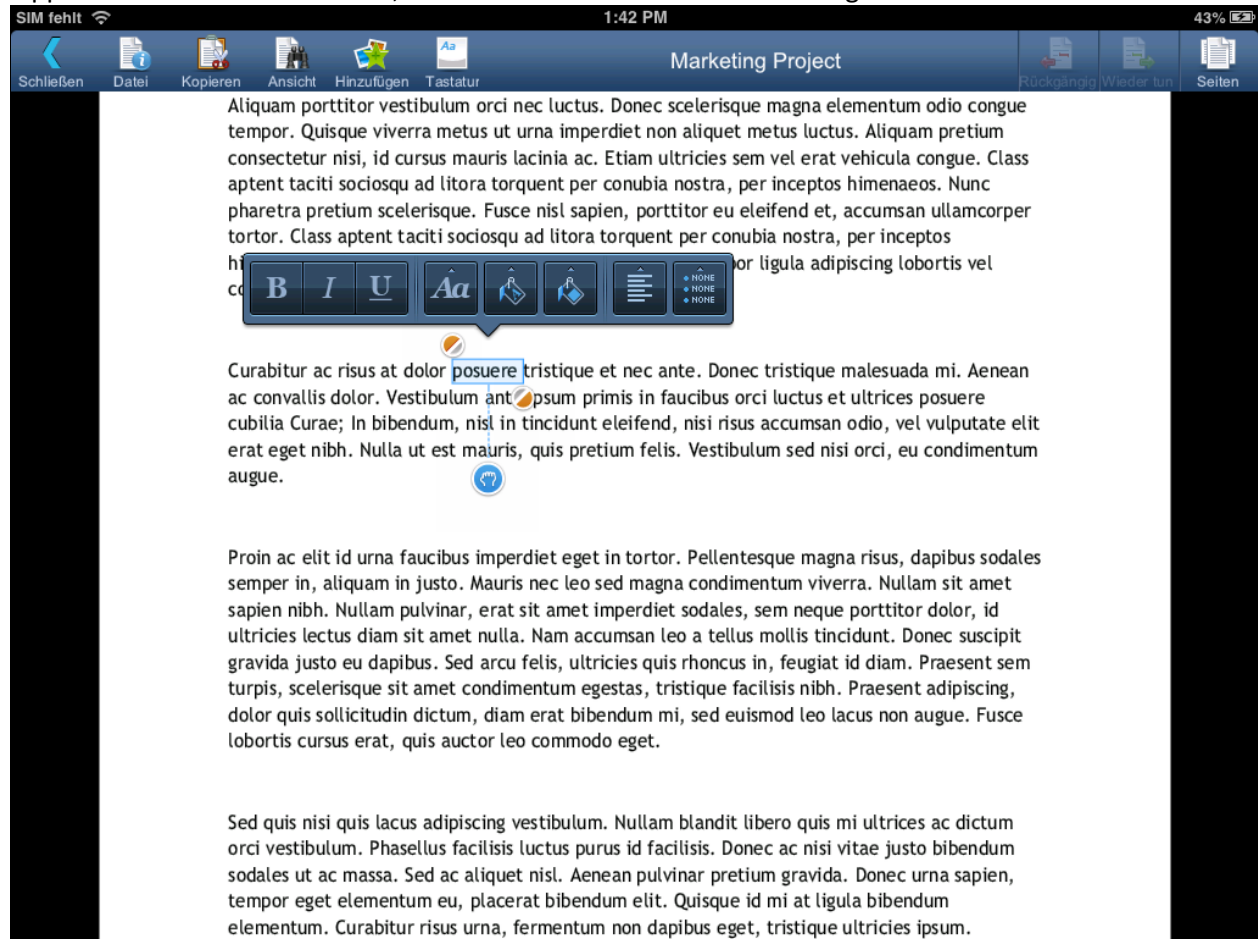 SIM fehlt 1:42 PM 43%
Marketing Project
Schließen Datei Kopieren Ansicht Hinzufügen Tastatur Rückgängig Wieder tun Seiten
Aa
Aliquam porttitor vestibulum orci nec luctus. Donec scelerisque magna elementum odio congue
tempor. Quisque viverra metus ut urna imperdiet non aliquet metus luctus. Aliquam pretium
consectetur nisi, id cursus mauris lacinia ac. Etiam ultricies sem vel erat vehicula congue. Class
aptent taciti sociosqu ad litora torquent per conubia nostra, per inceptos himenaeos. Nunc
pharetra pretium scelerisque. Fusce nisl sapien, porttitor eu eleifend et, accumsan ullamcorper
tortor. Class aptent taciti sociosqu ad litora torquent per conubia nostra, per inceptos
ligula adipiscing lobortis vel
B I U Aa NONE
NONE
NONE
Curabitur ac risus at dolor posuere tristique et nec ante. Donec tristique malesuada mi. Aenean
ac convallis dolor. Vestibulum ant psum primis in faucibus orci luctus et ultrices posuere
cubilia Curae; In bibendum, nisl in tincidunt eleifend, nisi risus accumsan odio, vel vulputate elit
erat eget nibh. Nulla ut est mauris, quis pretium felis. Vestibulum sed nisi orci, eu condimentum
augue.
Proin ac elit id urna faucibus imperdiet eget in tortor. Pellentesque magna risus, dapibus sodales
semper in, aliquam in justo. Mauris nec leo sed magna condimentum viverra. Nullam sit amet
sapien nibh. Nullam pulvinar, erat sit amet imperdiet sodales, sem neque porttitor dolor, id
ultricies lectus diam sit amet nulla. Nam accumsan leo a tellus mollis tincidunt. Donec suscipit
gravida justo eu dapibus. Sed arcu felis, ultricies quis rhoncus in, feugiat id diam. Praesent sem
turpis, scelerisque sit amet condimentum egestas, tristique facilisis nibh. Praesent adipiscing,
dolor quis sollicitudin dictum, diam erat bibendum mi, sed euismod leo lacus non augue. Fusce
lobortis cursus erat, quis auctor leo commodo eget.
Sed quis nisi quis lacus adipiscing vestibulum. Nullam blandit libero quis mi ultrices ac dictum
orci vestibulum. Phasellus facilisis luctus purus id facilisis. Donec ac nisi vitae justo bibendum
sodales ut ac massa. Sed ac aliquet nisl. Aenean pulvinar pretium gravida. Donec urna sapien,
tempor eget elementum eu, placerat bibendum elit. Quisque id mi at ligula bibendum
elementum. Curabitur risus urna, fermentum non dapibus eget, tristique ultricies ipsum.